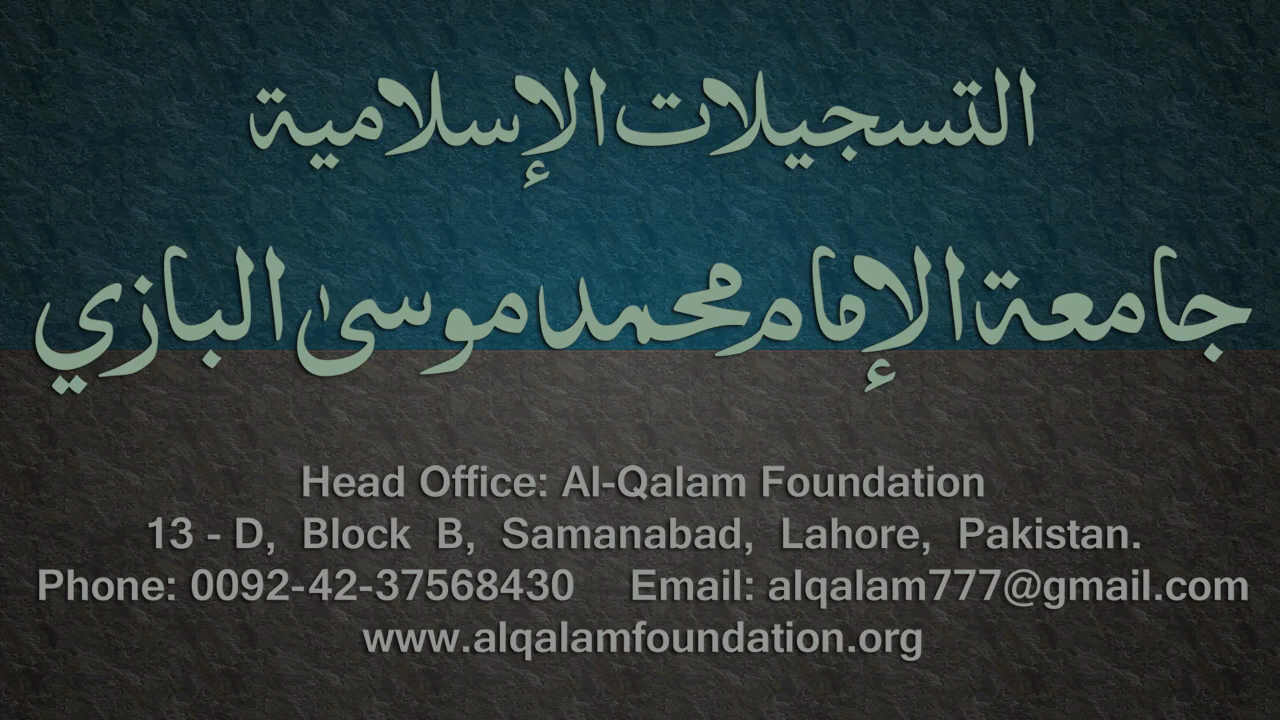 التسجيلات الإسلامية
جامعة الإمام محمد موسىٰ البازي
Head Office: Al-Qalam Foundation
13 - D, Block B, Samanabad, Lahore, Pakistan.
Phone: 0092-42-37568430 Email: alqalam777@gmail.com
www.alqalamfoundation.org